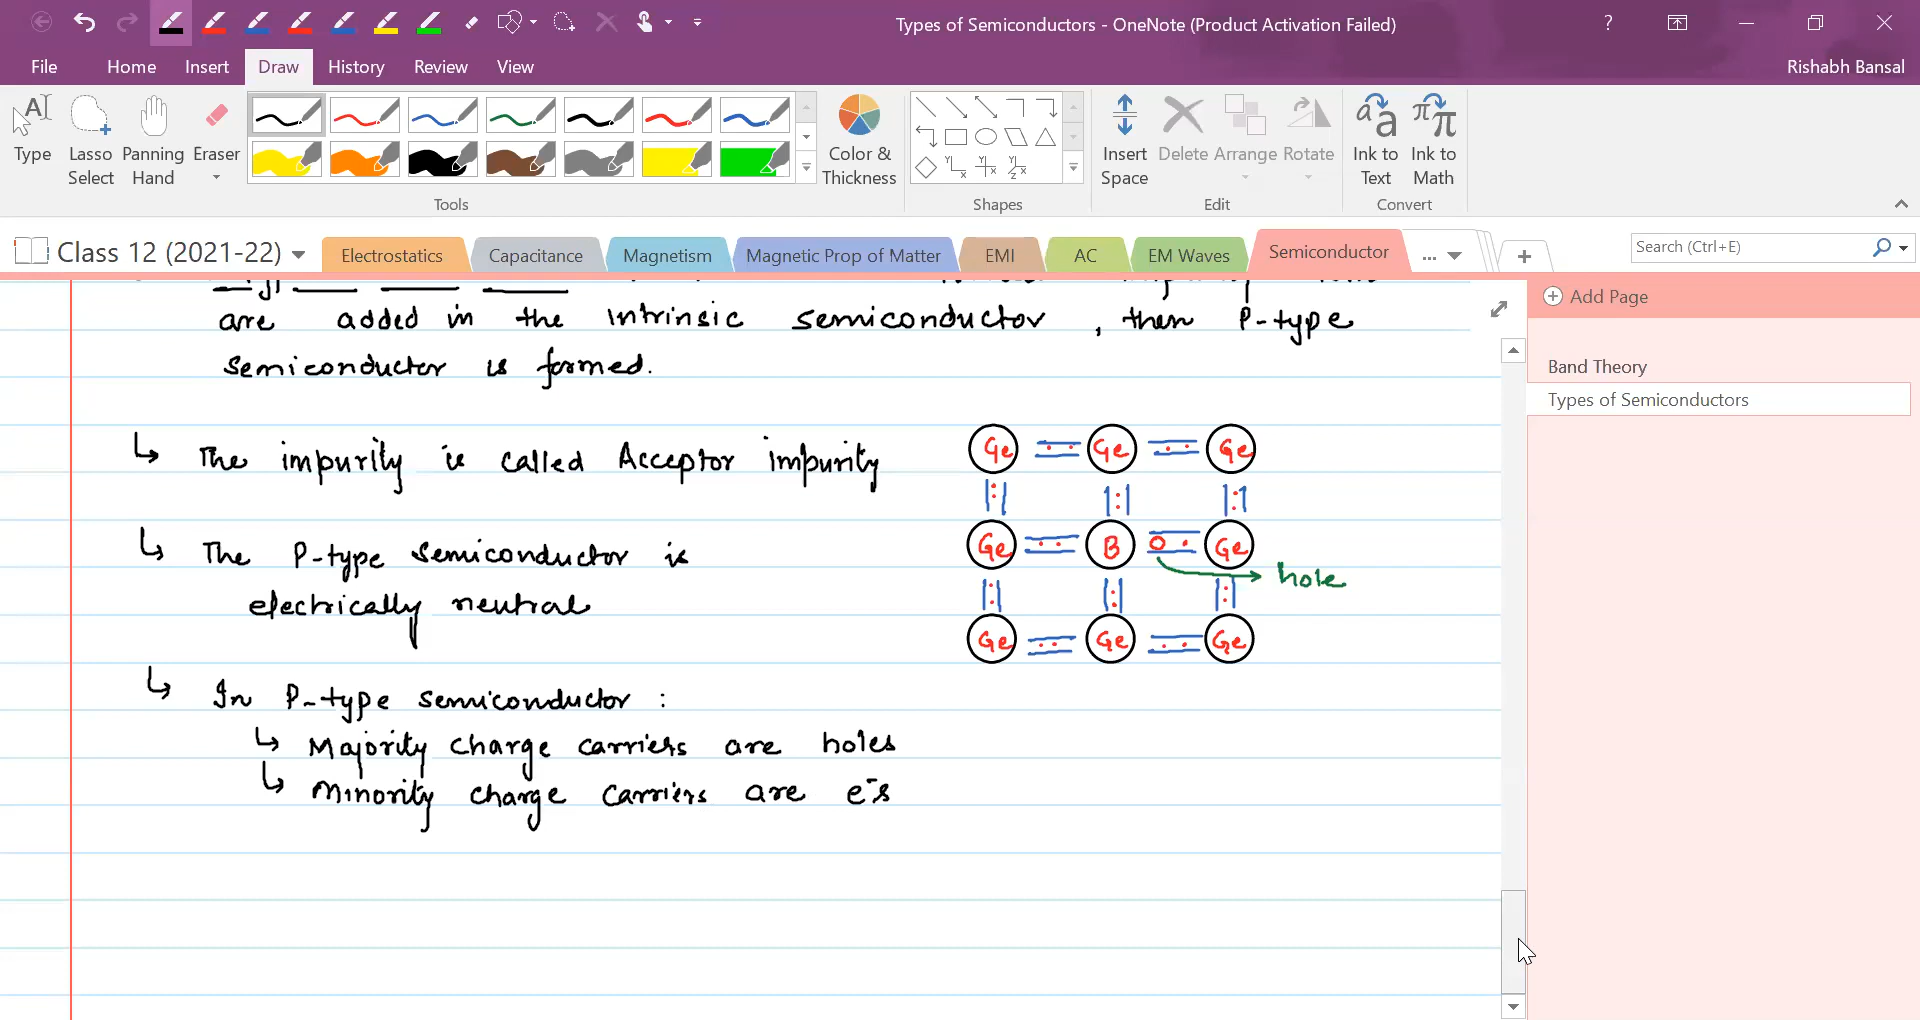 Types of Semiconductors - OneNote (Product Activation Failed)
?
File Home Insert Draw History Review View
Rishabh Bansal
Type
Lasso Select
Panning Hand
Eraser
Color & Thickness
Insert Space
Delete
Arrange
Rotate
Ink to Text
Ink to Math
Tools
Shapes
Edit
Convert
Class 12 (2021-22)
Electrostatics
Capacitance
Magnetism
Magnetic Prop of Matter
EMI
AC
EM Waves
Semiconductor
...
Search (Ctrl+E)
Add Page
Band Theory
Types of Semiconductors
are added in the intrinsic semiconductor, then P-type
semiconductor is formed.
↳ The impurity is called Acceptor impurity
↳ The P-type semiconductor is
electrically neutral
↳ In P-type semiconductor :
↳ Majority charge carriers are holes
↳ Minority charge carriers are e⁻s
Ge Ge Ge
Ge B Ge
hole
Ge Ge Ge